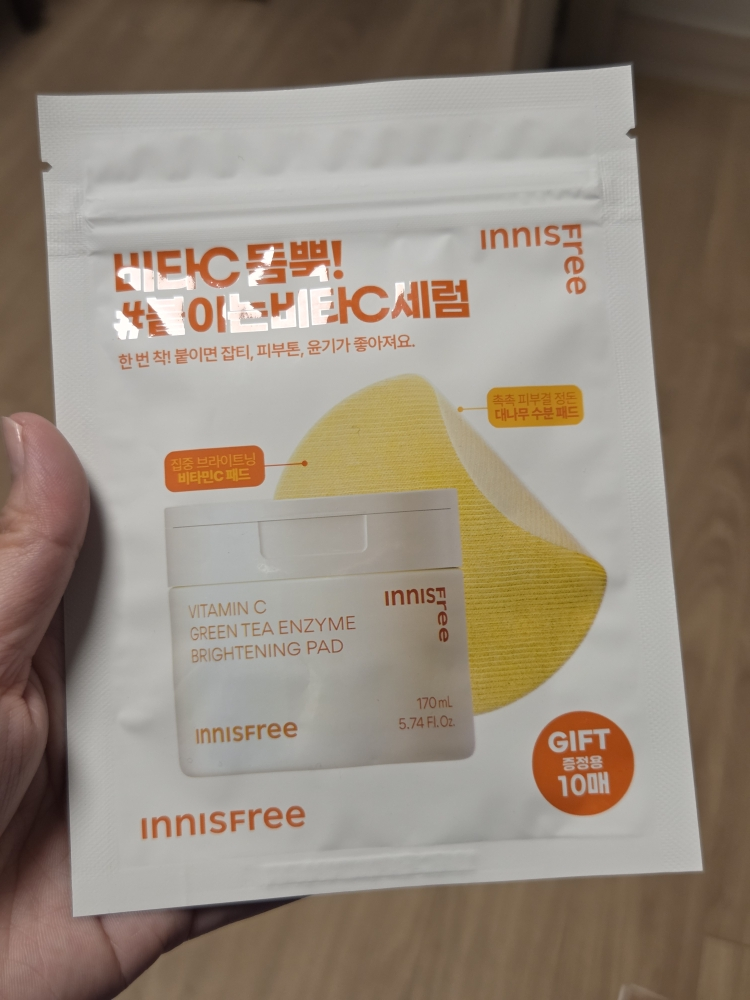 비타C 듬뿍!
#붙이는비타C세럼
한 번 착! 붙이면 잡티, 피부톤, 윤기가 좋아져요.
innisfree
촉촉 피부결 정돈
대나무 수분 패드
집중 브라이트닝
비타민C 패드
VITAMIN C
GREEN TEA ENZYME
BRIGHTENING PAD
innisfree
170 mL
5.74 Fl.Oz.
innisfree
GIFT
증정용
10매
innisfree